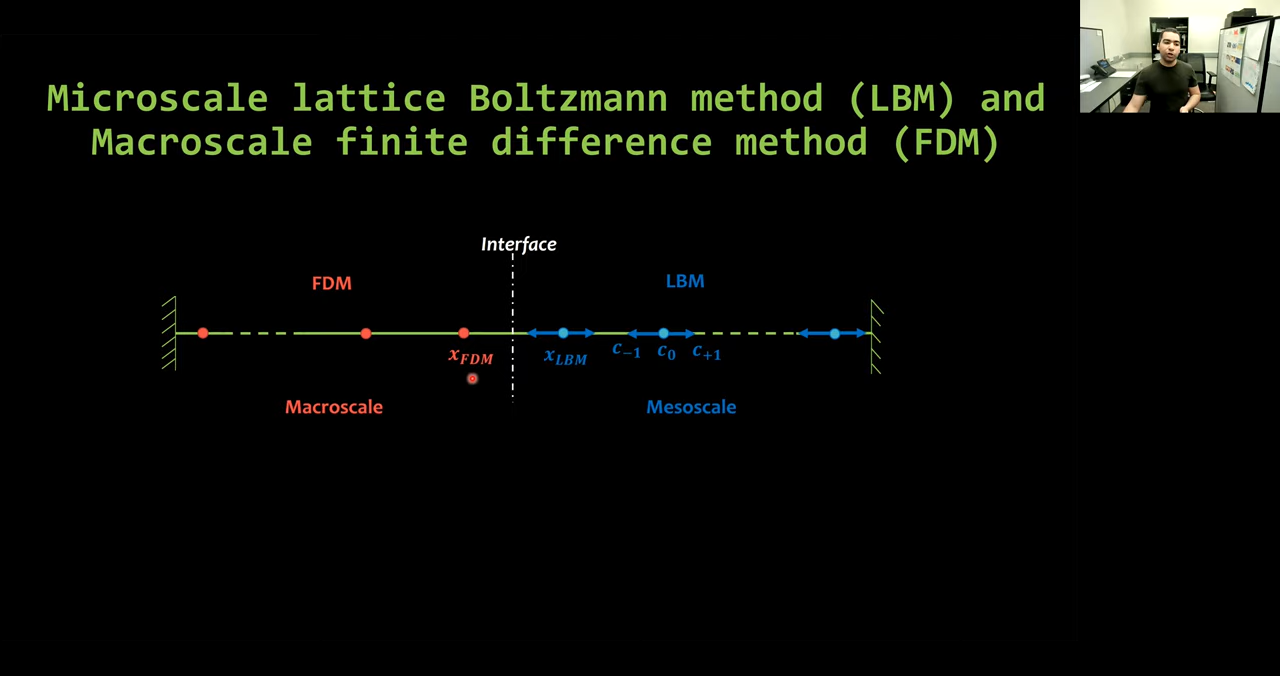 Microscale lattice Boltzmann method (LBM) and
Macroscale finite difference method (FDM)
Interface
FDM
LBM
x_FDM
x_LBM
c_{-1}
c_0
c_{+1}
Macroscale
Mesoscale